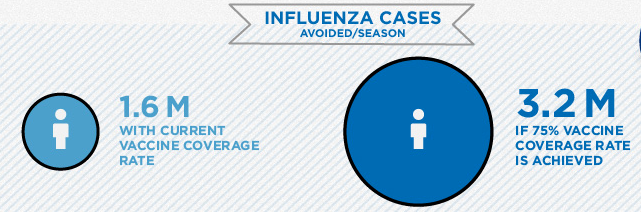 INFLUENZA CASES
AVOIDED/SEASON
1.6 M
WITH CURRENT
VACCINE COVERAGE
RATE
3.2 M
IF 75% VACCINE
COVERAGE RATE
IS ACHIEVED